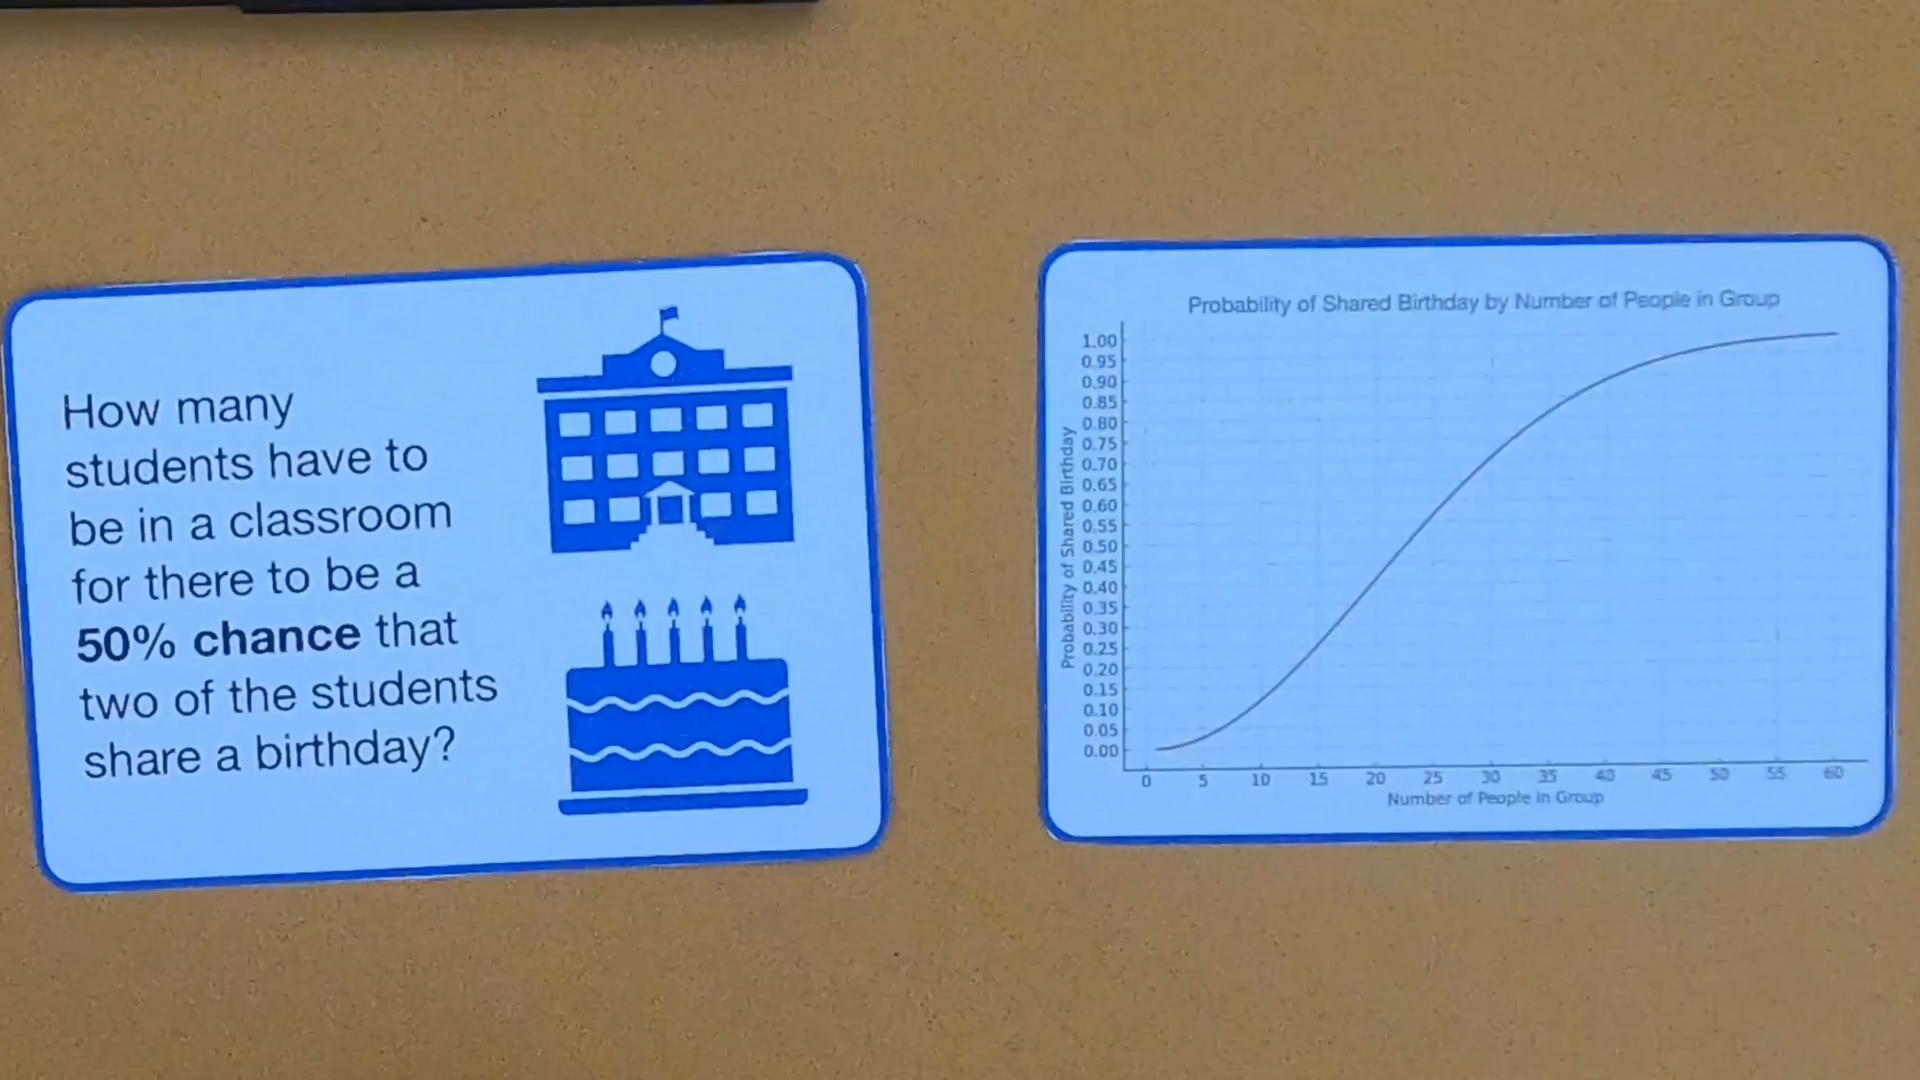 How many
students have to
be in a classroom
for there to be a
50% chance that
two of the students
share a birthday?
Probability of Shared Birthday by Number of People in Group
Probability of Shared Birthday
1.00
0.95
0.90
0.85
0.80
0.75
0.70
0.65
0.60
0.55
0.50
0.45
0.40
0.35
0.30
0.25
0.20
0.15
0.10
0.05
0.00
0 5 10 15 20 25 30 35 40 45 50 55 60
Number of People in Group